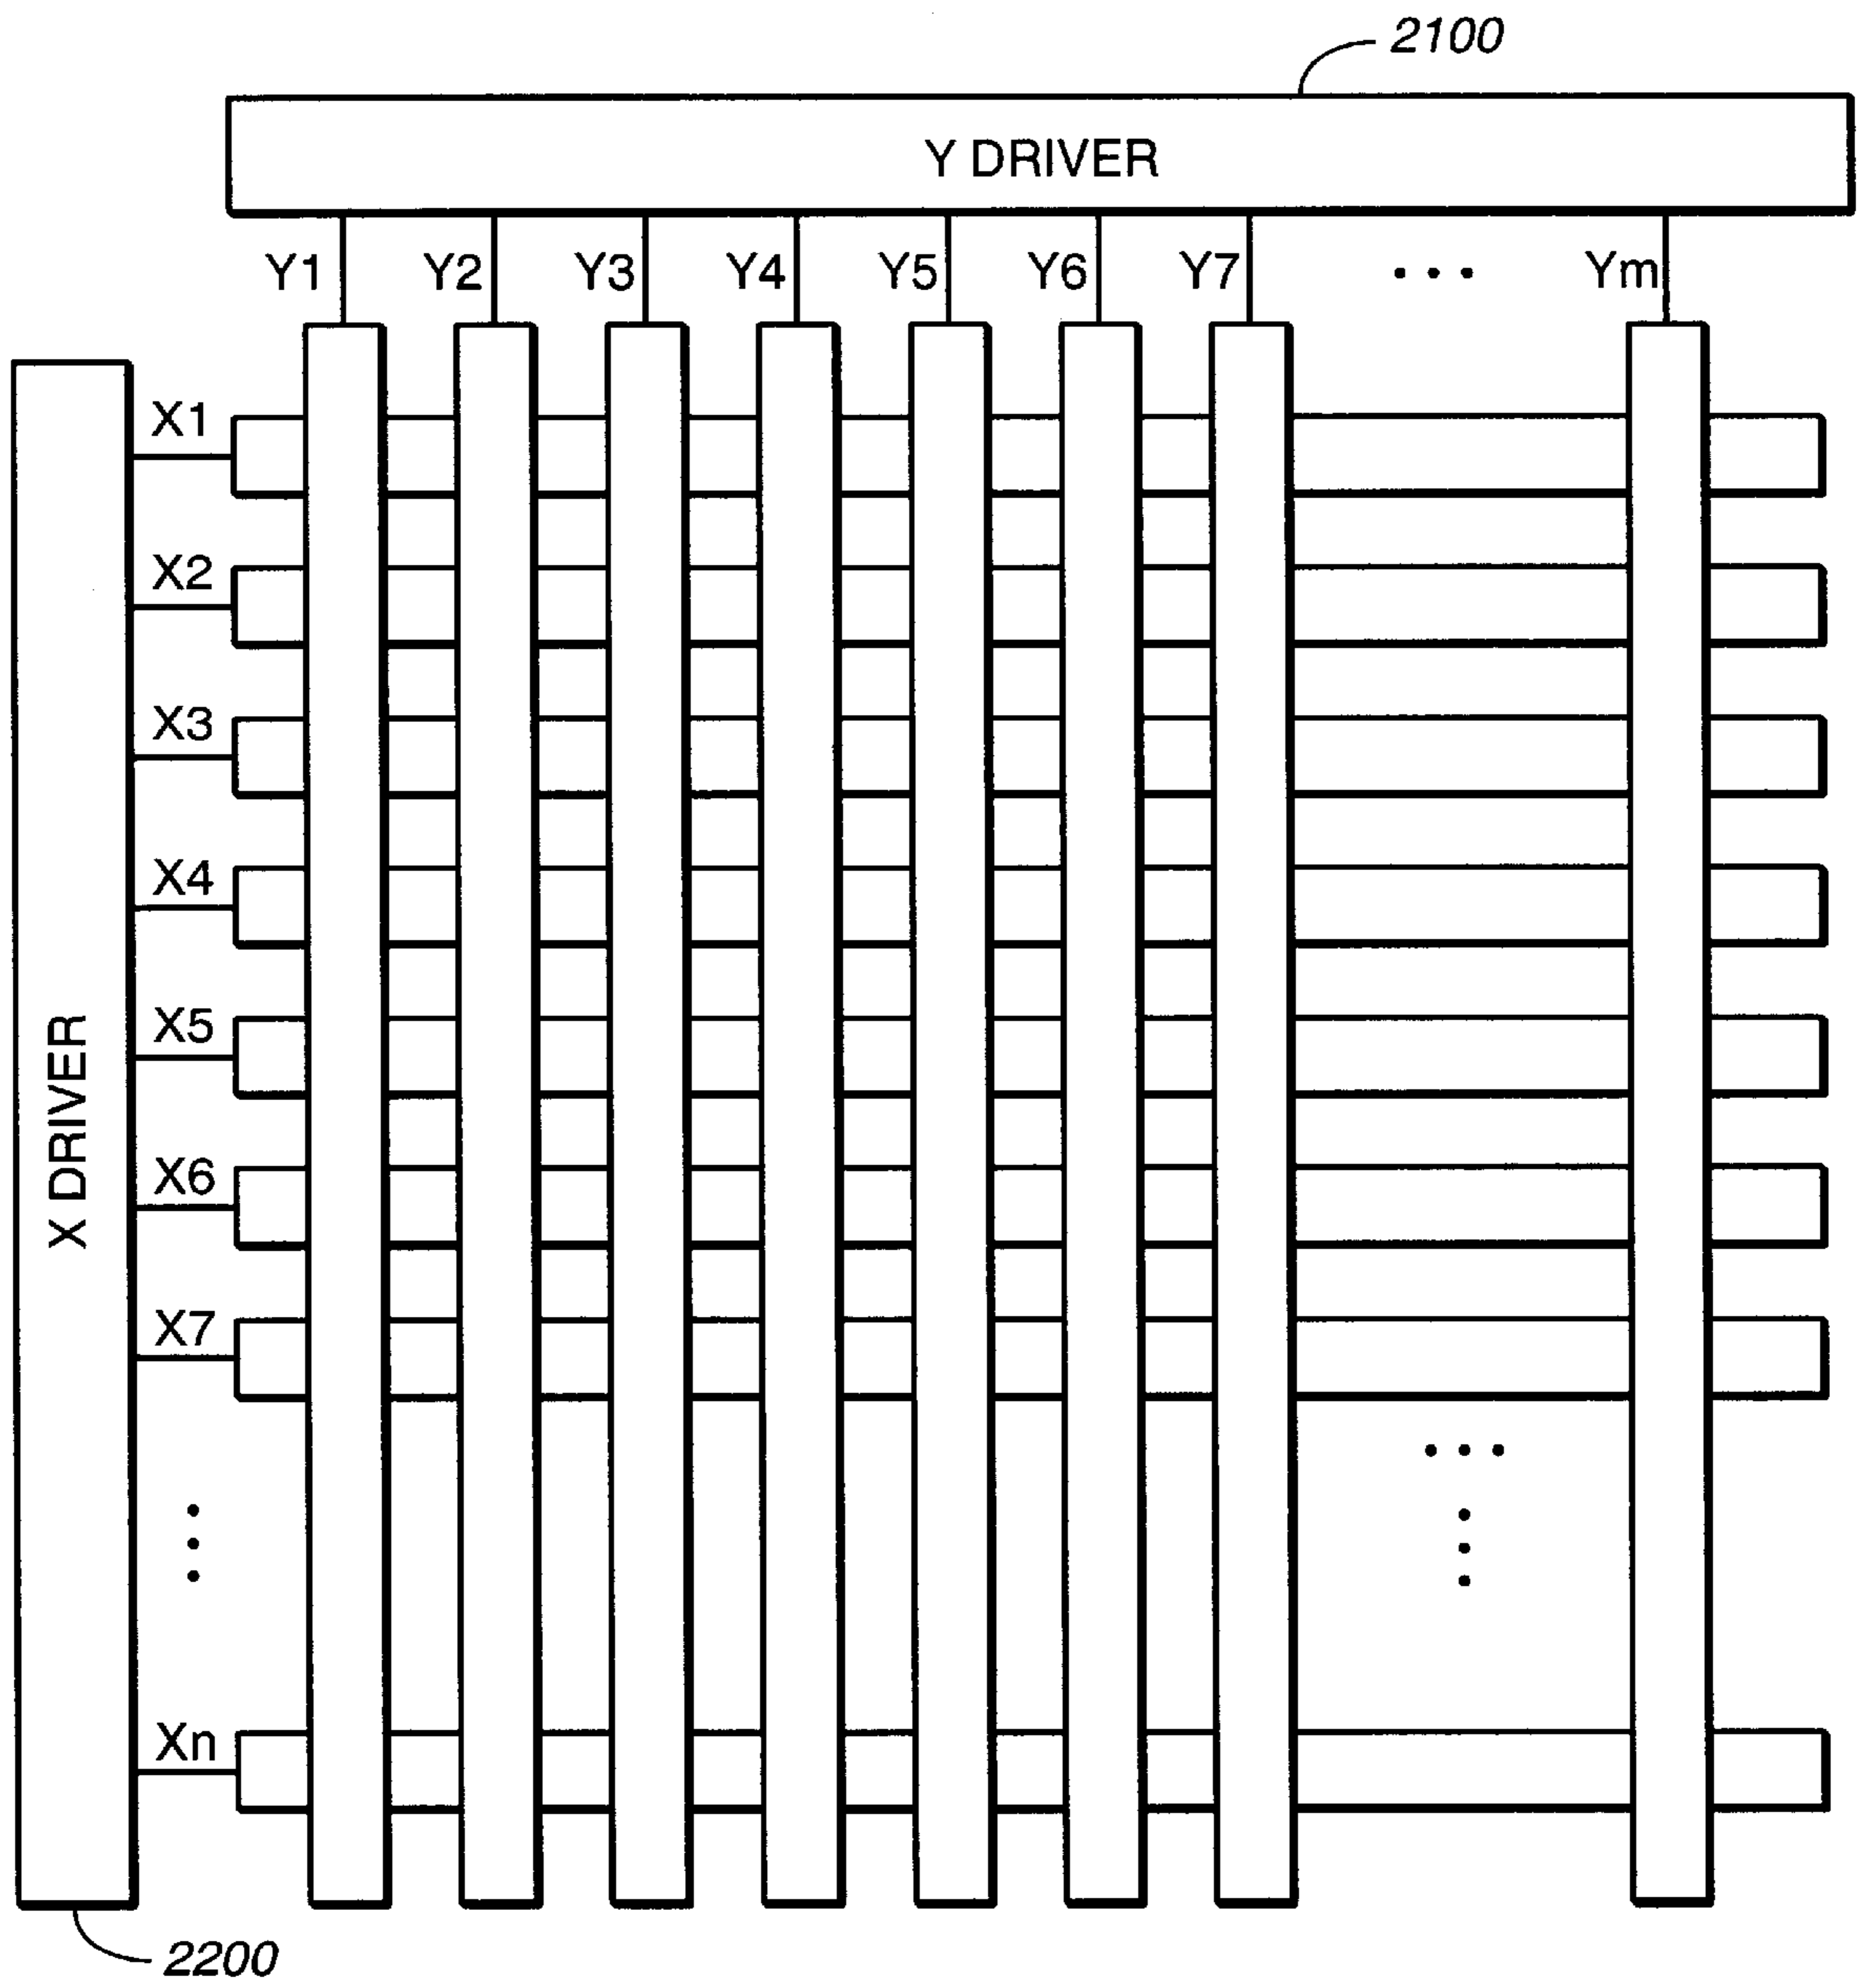 2100
Y DRIVER
Y1 Y2 Y3 Y4 Y5 Y6 Y7 ... Ym
X1
X2
X3
X4
X5
X6
X7
Xn
X DRIVER
2200